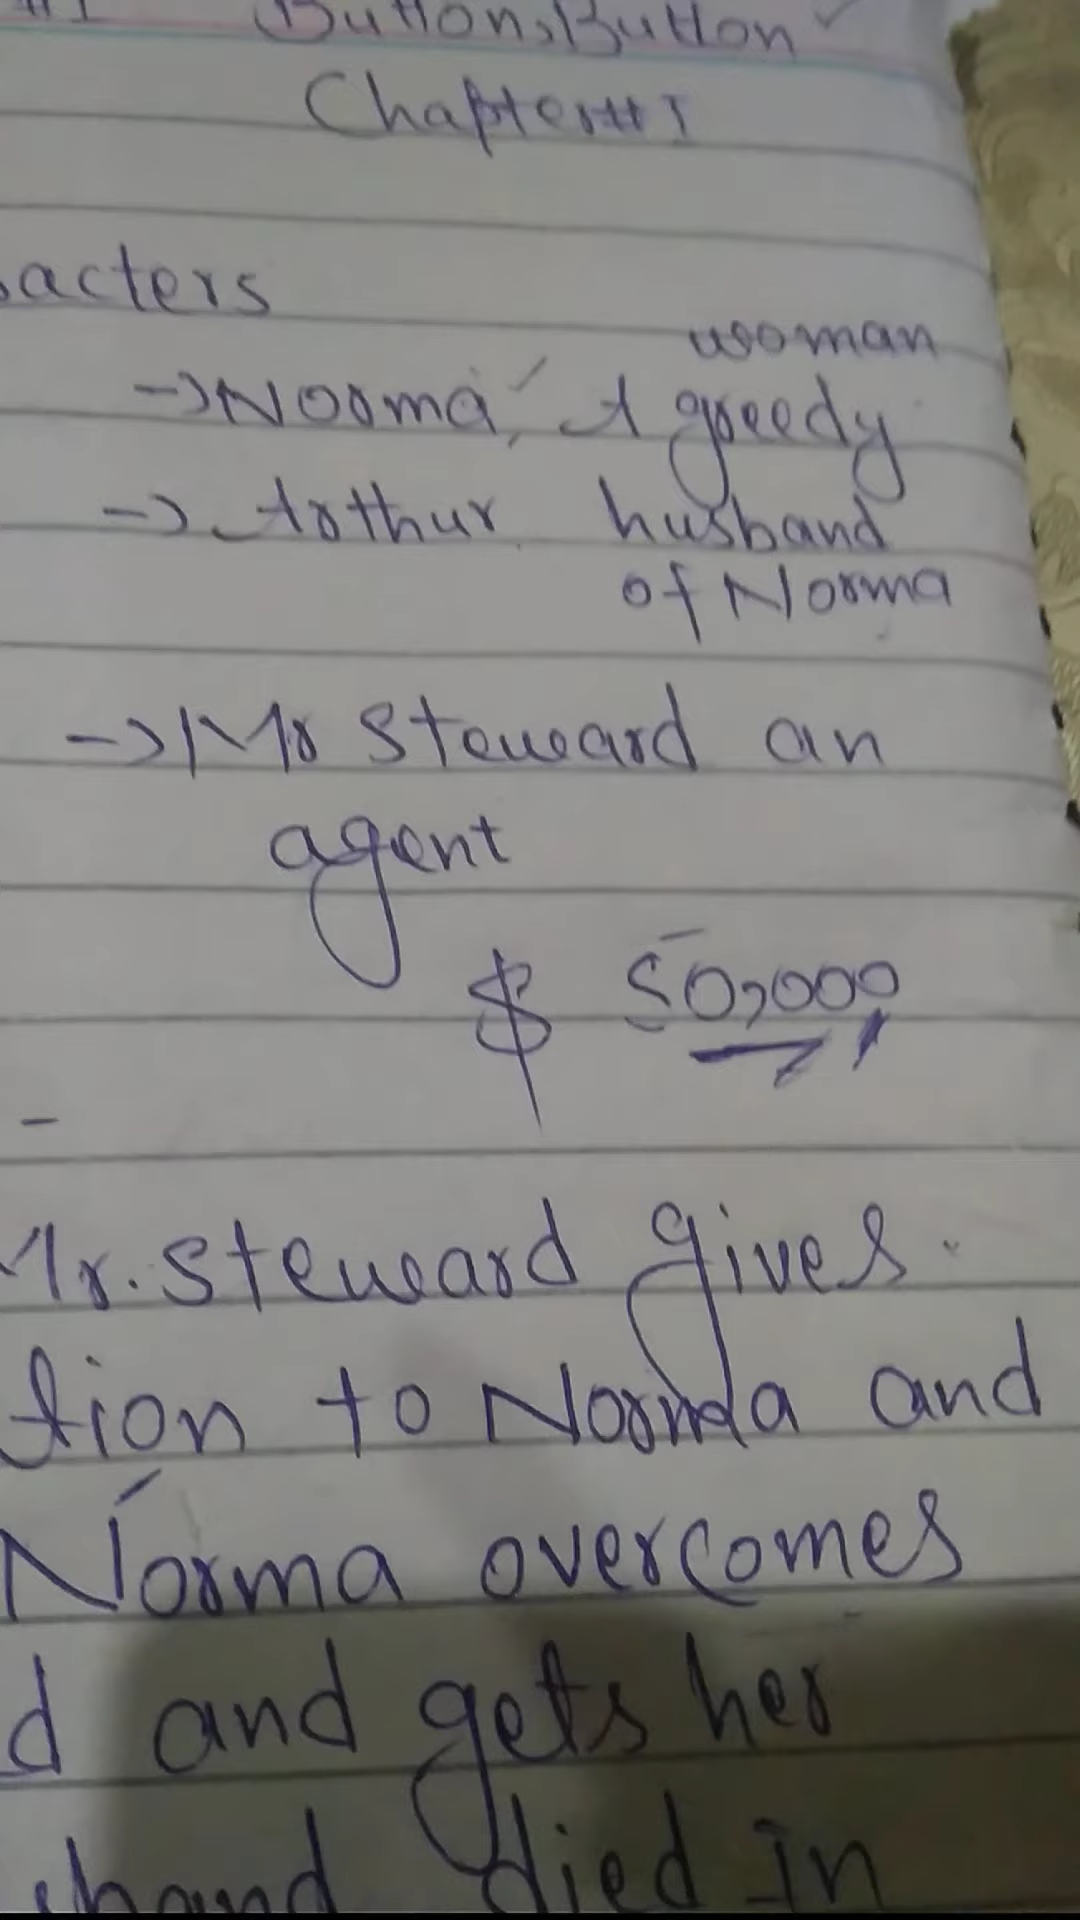 #1 Button, Button
Chapter#1
acters
woman
→ Norma, A greedy
→ Arthur husband
of Norma
→ Mr Steward an
agent
$ 50,000
-
Mr. Steward gives
tion to Norma and
Norma overcomes
d and gets her
died in